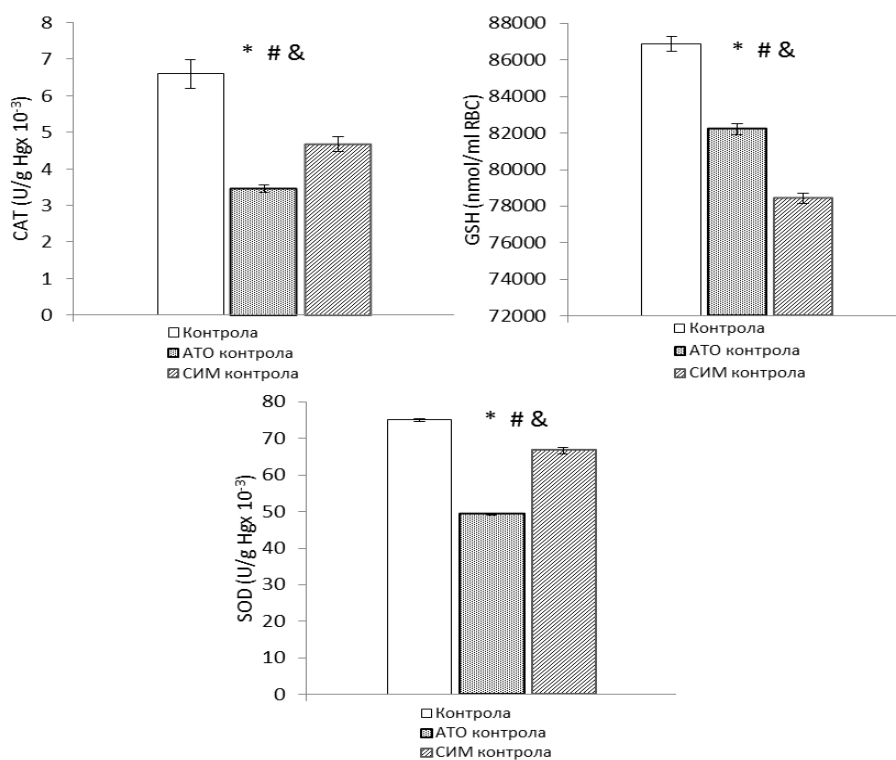 8
7
6
5
4
3
2
1
0
CAT (U/g Hgx 10⁻³)
* # &
Контрола
АТО контрола
СИМ контрола
88000
86000
84000
82000
80000
78000
76000
74000
72000
GSH (nmol/ml RBC)
* # &
Контрола
АТО контрола
СИМ контрола
80
70
60
50
40
30
20
10
0
SOD (U/g Hgx 10⁻³)
* # &
Контрола
АТО контрола
СИМ контрола